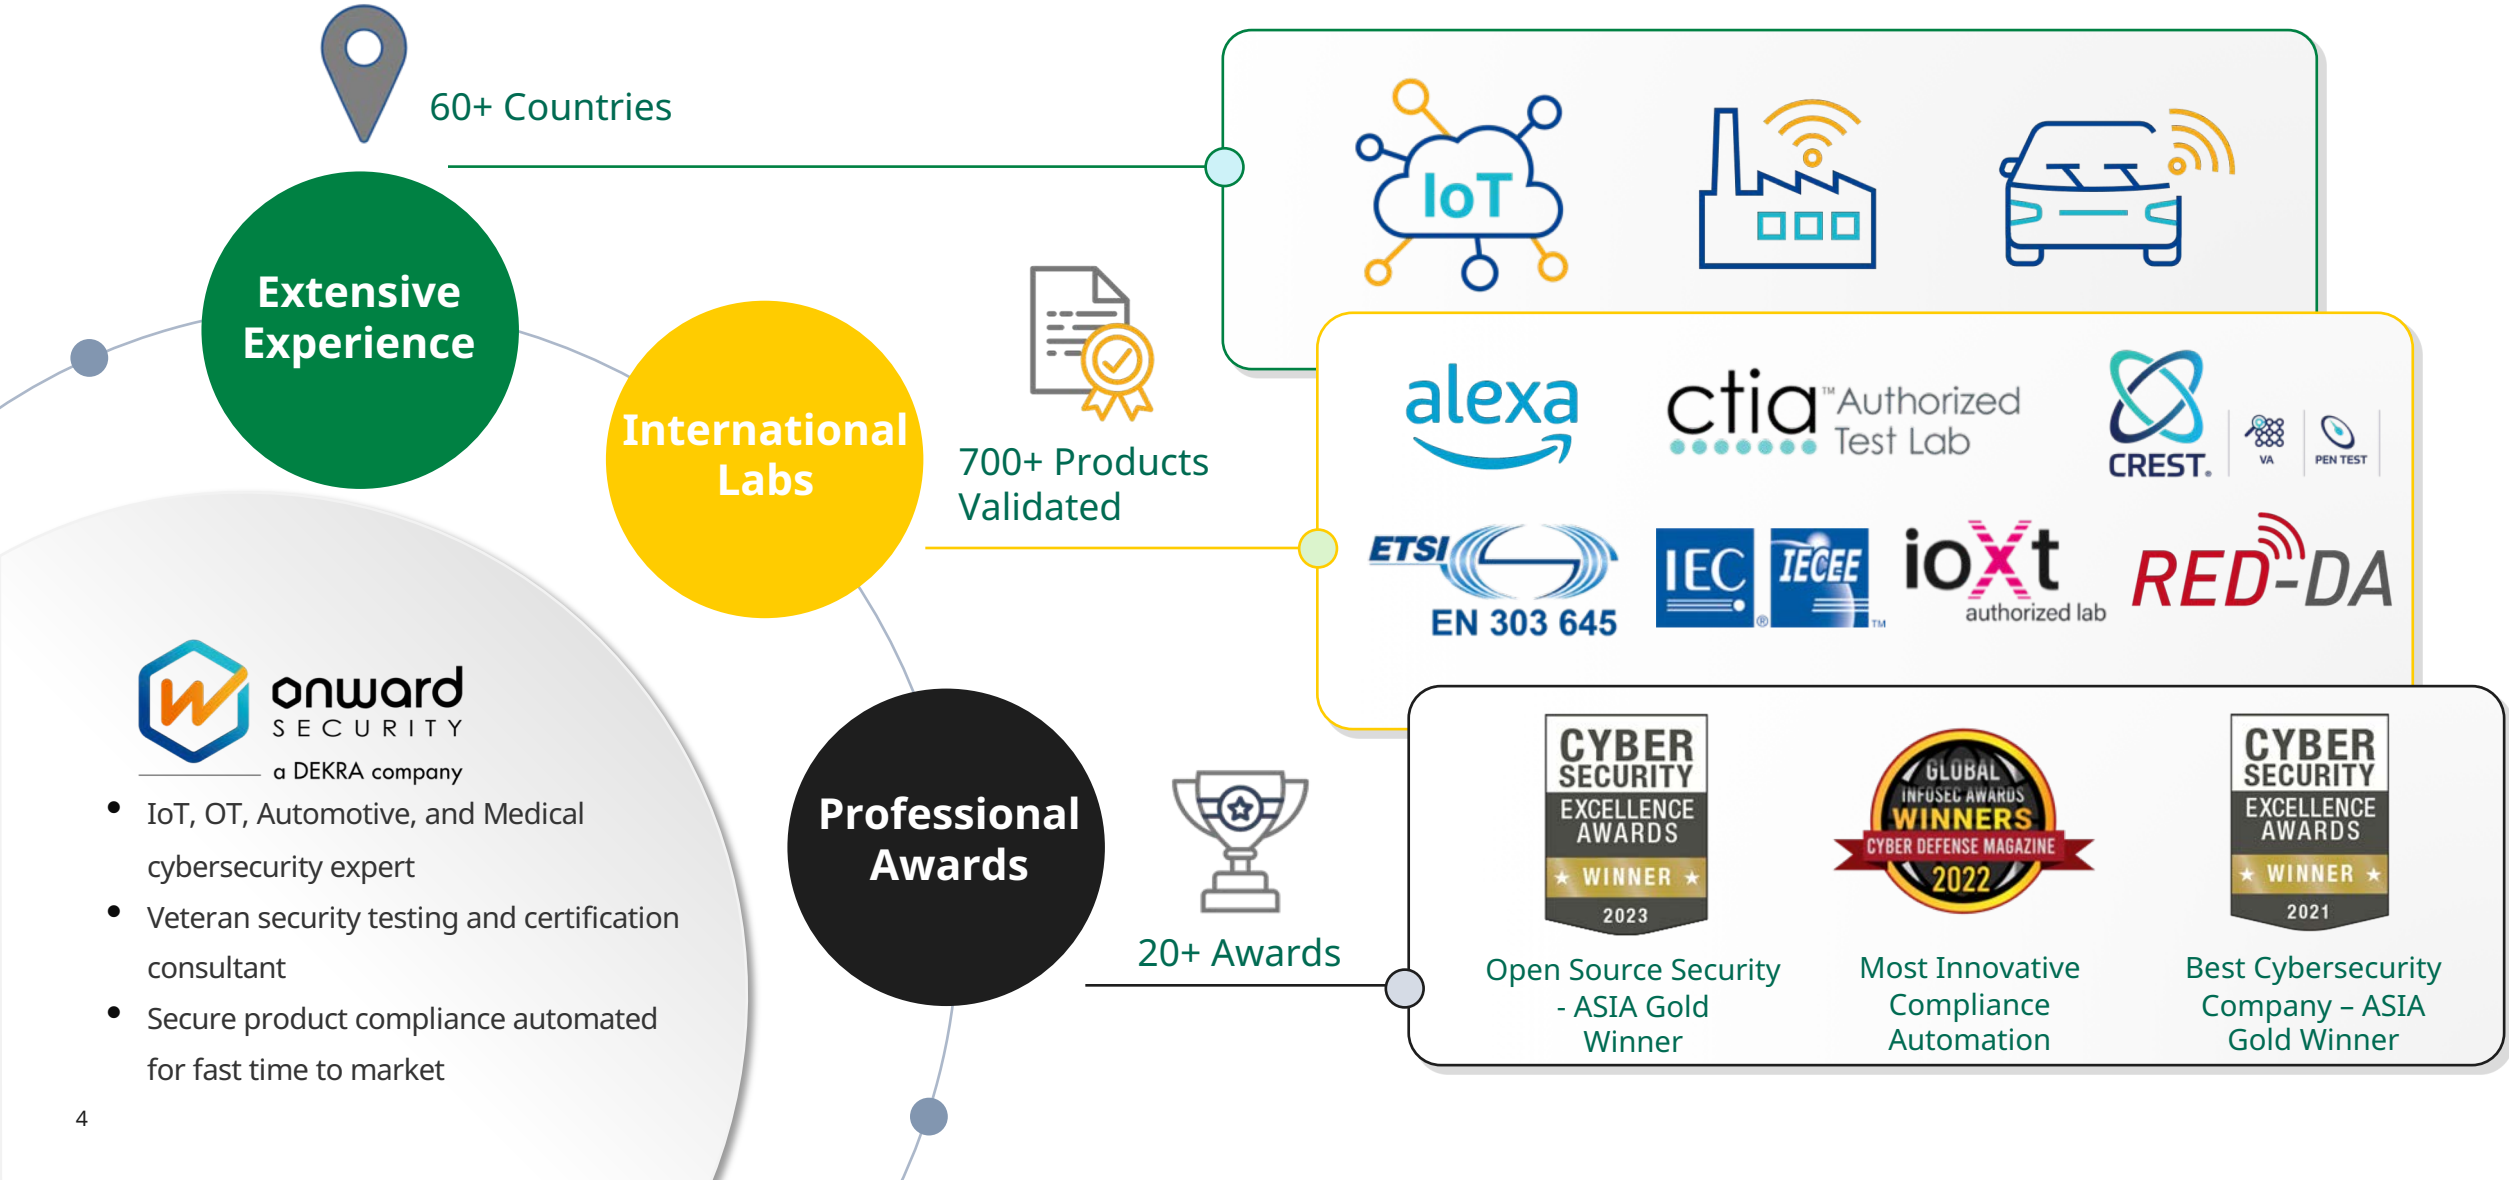 60+ Countries
IoT
Extensive
Experience
International
Labs
700+ Products
Validated
alexa
ctia™ Authorized
Test Lab
CREST®
VA
PEN TEST
ETSI
EN 303 645
IEC ®
IECEE ™
ioXt
authorized lab
RED-DA
onward
SECURITY
a DEKRA company
• IoT, OT, Automotive, and Medical
cybersecurity expert
• Veteran security testing and certification
consultant
• Secure product compliance automated
for fast time to market
Professional
Awards
20+ Awards
CYBER
SECURITY
EXCELLENCE
AWARDS
WINNER
2023
Open Source Security
- ASIA Gold
Winner
GLOBAL
INFOSEC AWARDS
WINNERS
CYBER DEFENSE MAGAZINE
2022
Most Innovative
Compliance
Automation
CYBER
SECURITY
EXCELLENCE
AWARDS
WINNER
2021
Best Cybersecurity
Company – ASIA
Gold Winner
4